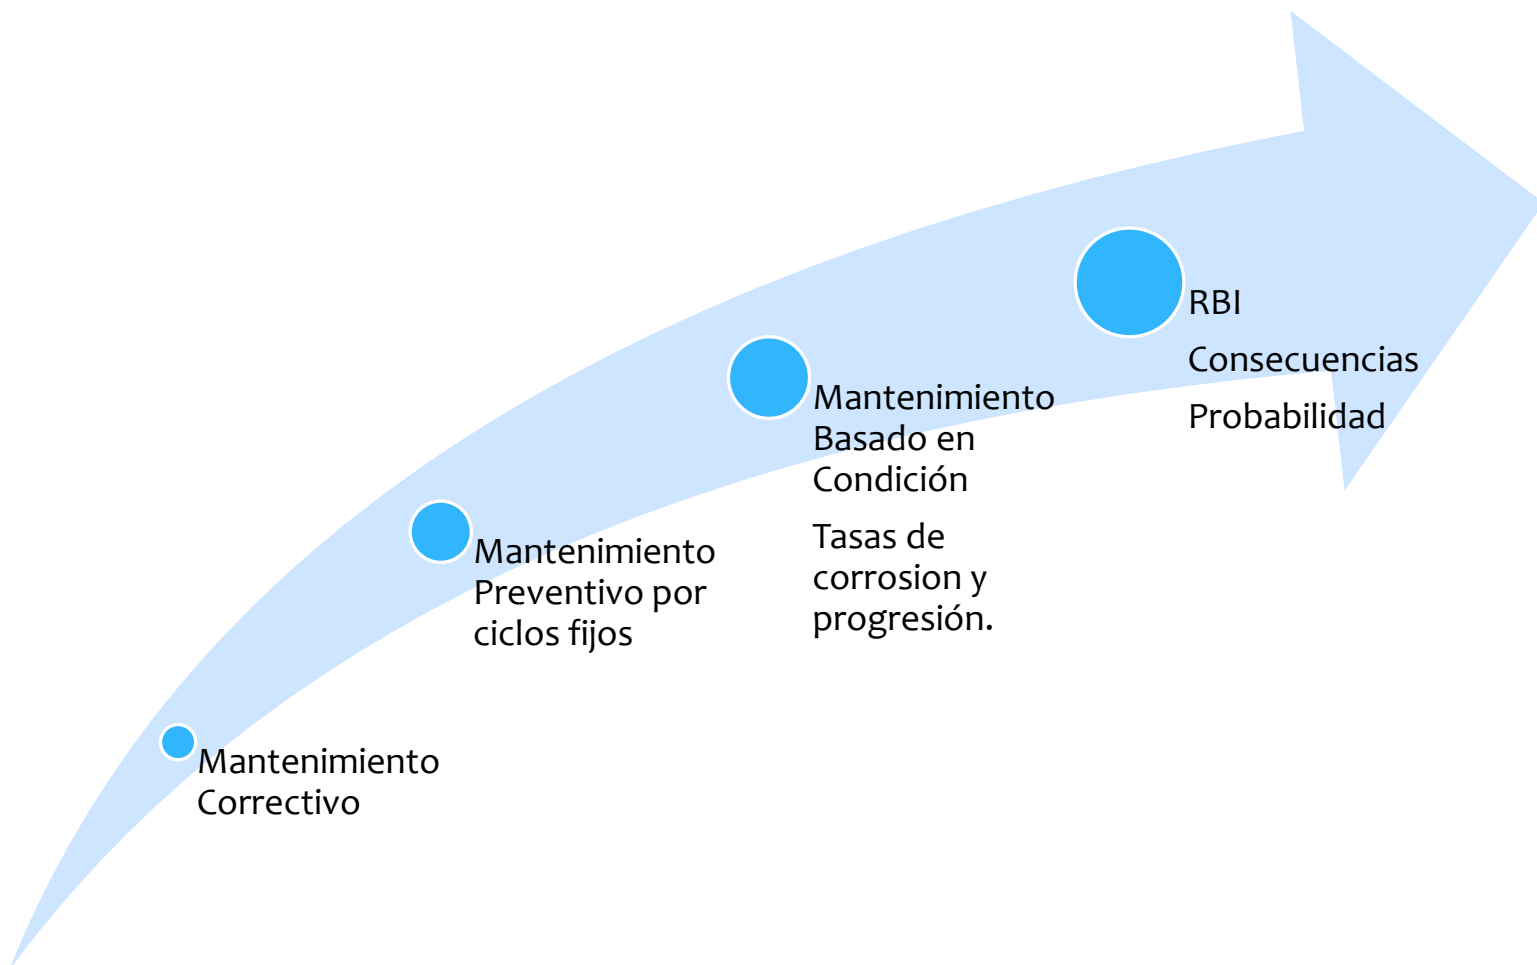 Mantenimiento
Correctivo
Mantenimiento
Preventivo por
ciclos fijos
Mantenimiento
Basado en
Condición
Tasas de
corrosion y
progresión.
RBI
Consecuencias
Probabilidad